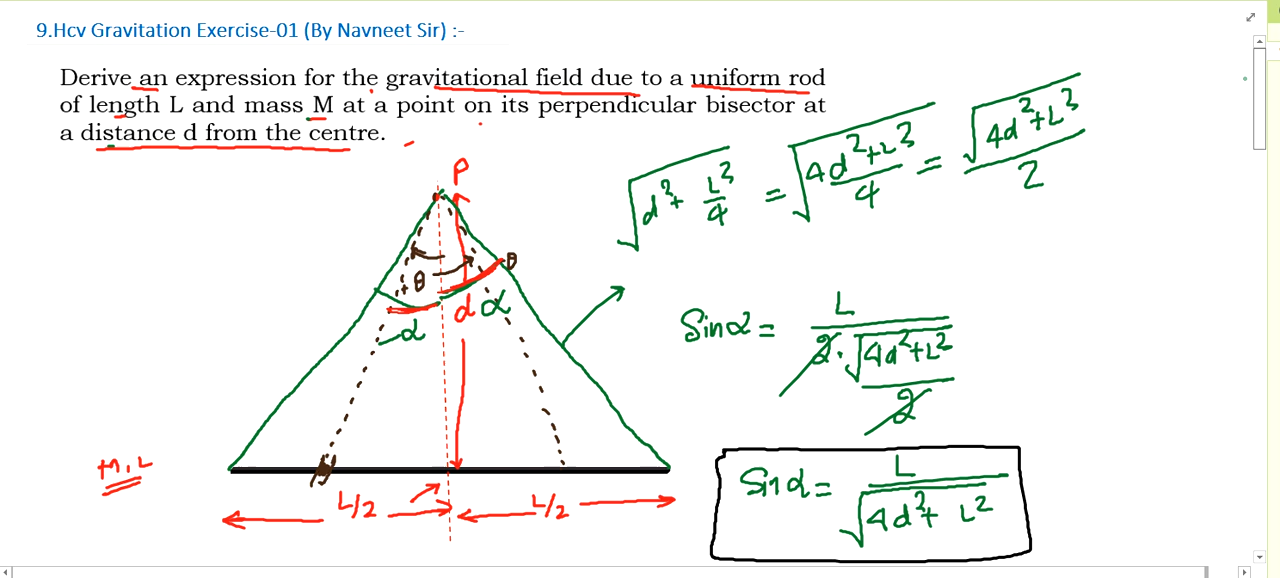 9.Hcv Gravitation Exercise-01 (By Navneet Sir) :-
Derive an expression for the gravitational field due to a uniform rod
of length L and mass M at a point on its perpendicular bisector at
a distance d from the centre.
√(d² + L²/4) = √((4d²+L²)/4) = √(4d²+L²)/2
P
θ
θ
-α
d
α
Sinα = L/(2·√(4d²+L²)/2)
M, L
L/2
L/2
Sinα = L/√(4d²+L²)